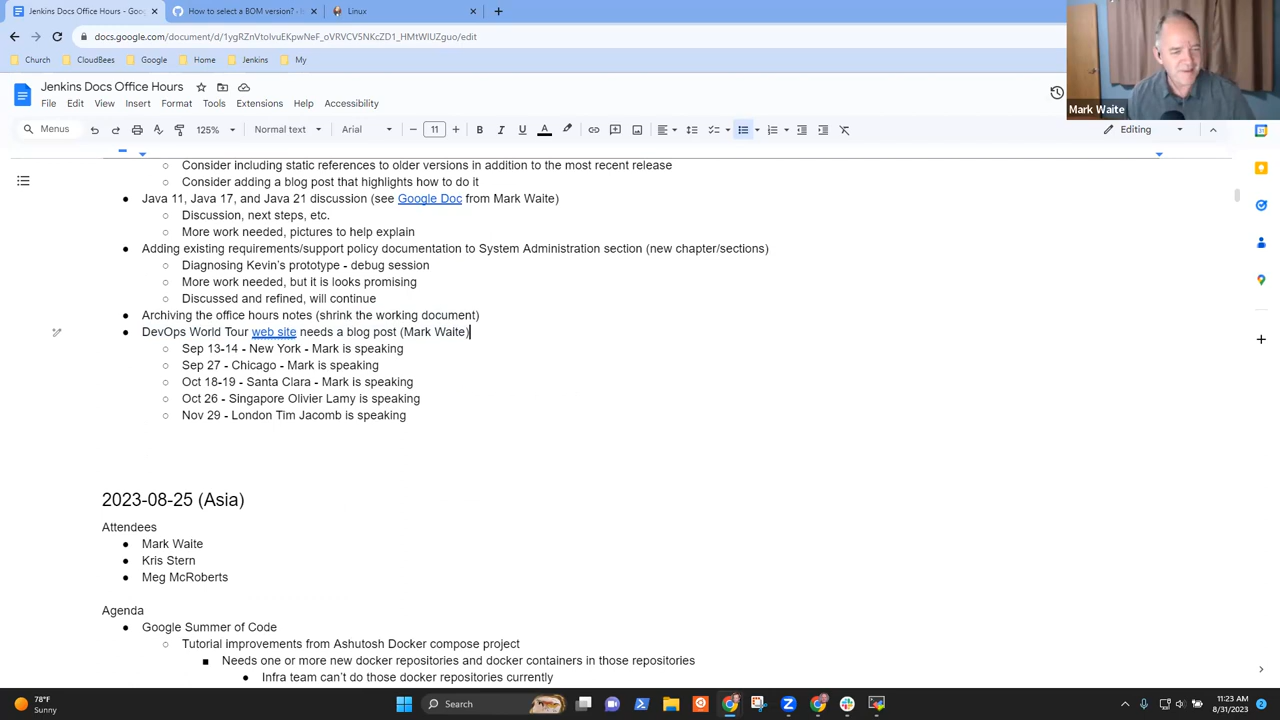 Jenkins Docs Office Hours - Goo
How to select a BOM version? -
Linux
docs.google.com/document/d/1ygRZnVtoIvuEKpwNeF_oVRVCV5NKcZD1_HMtWIUZguo/edit
Church
CloudBees
Google
Home
Jenkins
My
Mark Waite
Jenkins Docs Office Hours
File Edit View Insert Format Tools Extensions Help Accessibility
Menus 125% Normal text Arial 11 Editing
Consider including static references to older versions in addition to the most recent release
Consider adding a blog post that highlights how to do it
Java 11, Java 17, and Java 21 discussion (see Google Doc from Mark Waite)
Discussion, next steps, etc.
More work needed, pictures to help explain
Adding existing requirements/support policy documentation to System Administration section (new chapter/sections)
Diagnosing Kevin's prototype - debug session
More work needed, but it is looks promising
Discussed and refined, will continue
Archiving the office hours notes (shrink the working document)
DevOps World Tour web site needs a blog post (Mark Waite)
Sep 13-14 - New York - Mark is speaking
Sep 27 - Chicago - Mark is speaking
Oct 18-19 - Santa Clara - Mark is speaking
Oct 26 - Singapore Olivier Lamy is speaking
Nov 29 - London Tim Jacomb is speaking
2023-08-25 (Asia)
Attendees
Mark Waite
Kris Stern
Meg McRoberts
Agenda
Google Summer of Code
Tutorial improvements from Ashutosh Docker compose project
Needs one or more new docker repositories and docker containers in those repositories
Infra team can't do those docker repositories currently
78°F
Sunny
Search
11:23 AM
8/31/2023
2